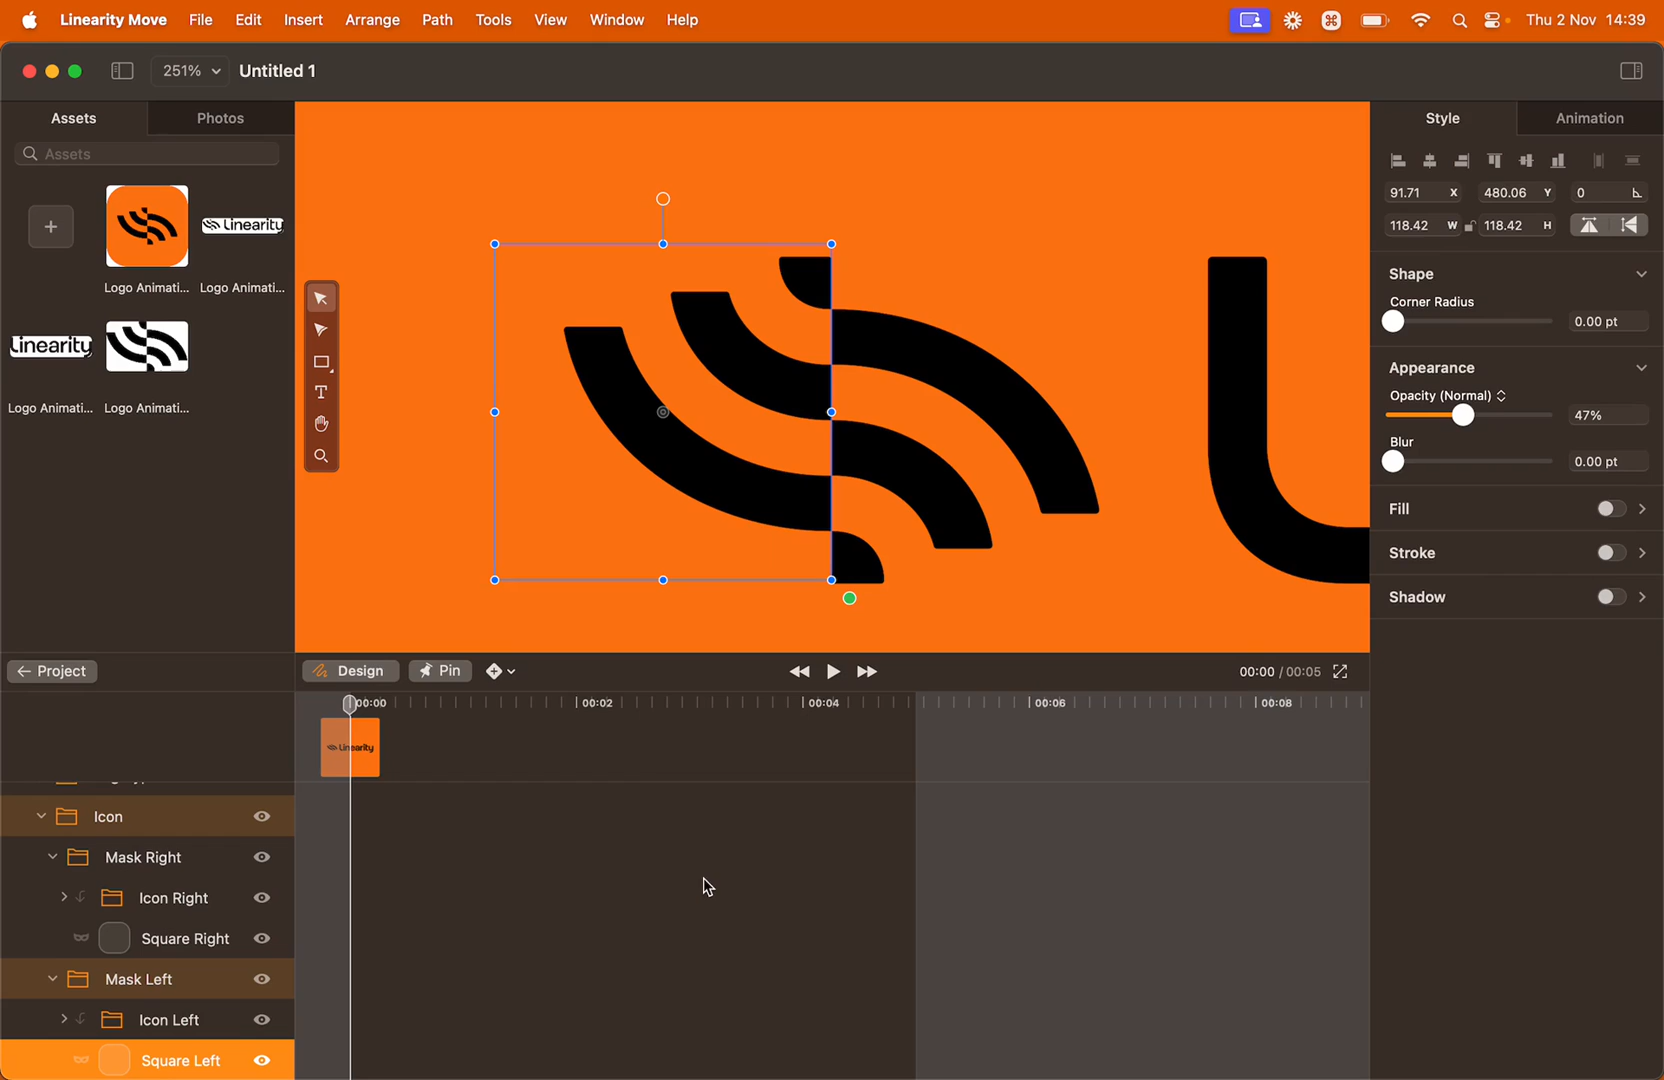 Linearity Move File Edit Insert Arrange Path Tools View Window Help Thu 2 Nov 14:39
251% Untitled 1
Assets Photos
Assets
Linearity
Logo Animati... Logo Animati...
Linearity
Logo Animati... Logo Animati...
T
Style Animation
91.71 X 480.06 Y 0
118.42 W 118.42 H
Shape
Corner Radius
0.00 pt
Appearance
Opacity (Normal)
47%
Blur
0.00 pt
Fill
Stroke
Shadow
← Project Design Pin 00:00 / 00:05
00:00 00:02 00:04 00:06 00:08
Linearity
Icon
Mask Right
Icon Right
Square Right
Mask Left
Icon Left
Square Left